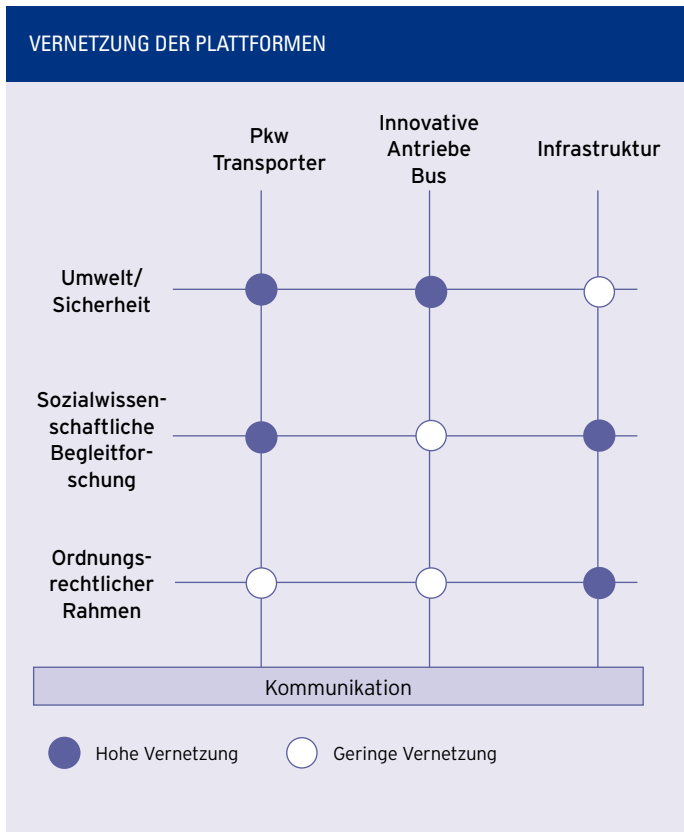 VERNETZUNG DER PLATTFORMEN
Pkw
Transporter
Innovative
Antriebe
Bus
Infrastruktur
Umwelt/
Sicherheit
Sozialwissen-
schaftliche
Begleitfor-
schung
Ordnungs-
rechtlicher
Rahmen
Kommunikation
Hohe Vernetzung
Geringe Vernetzung